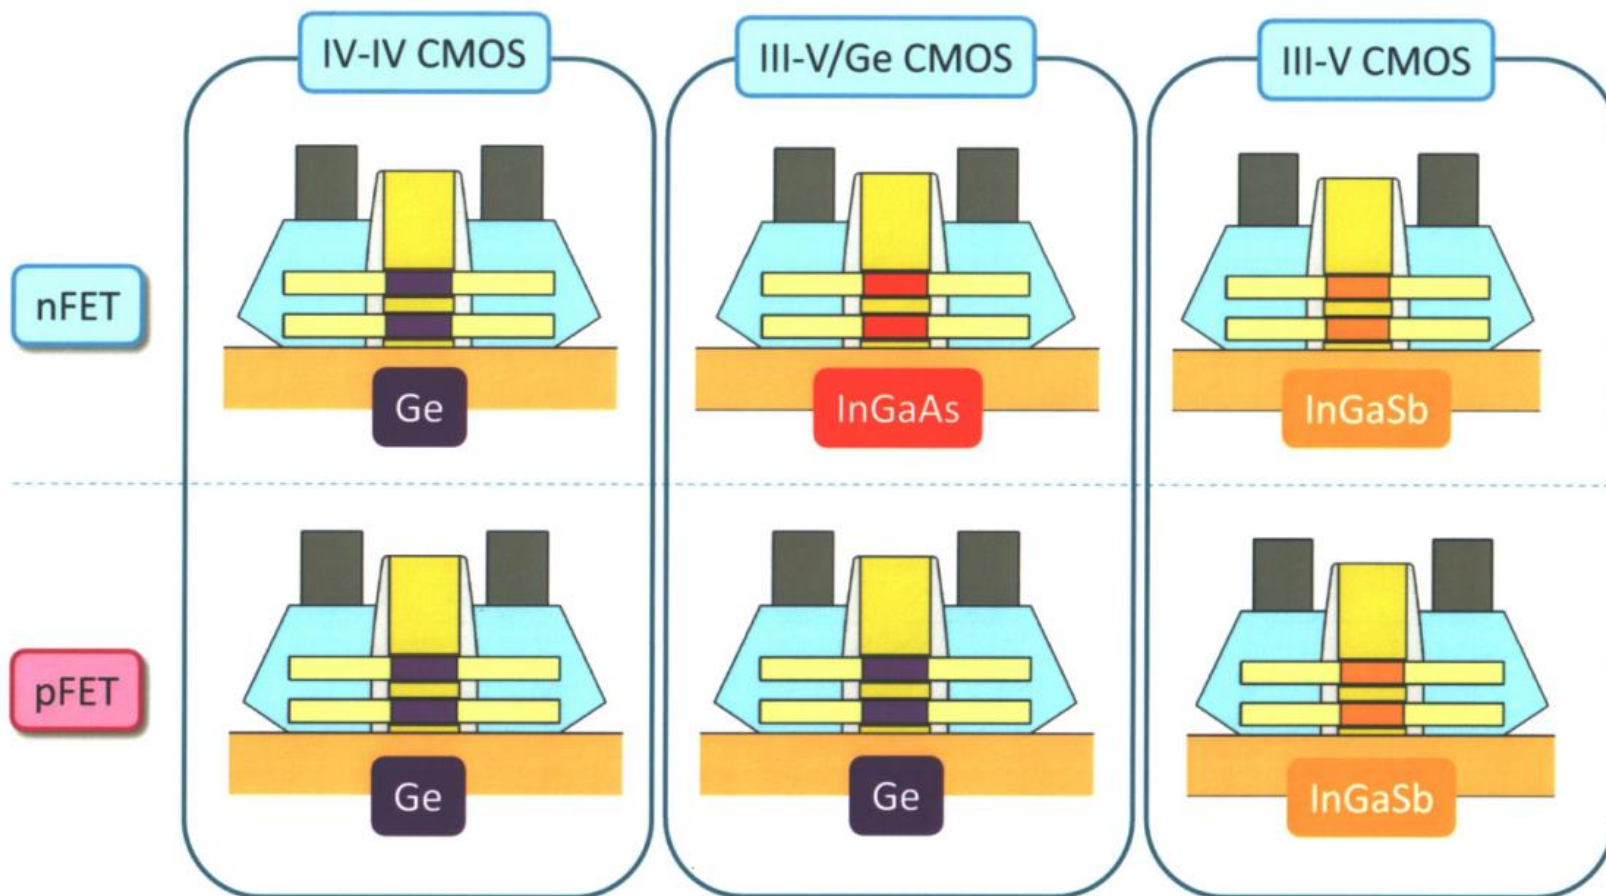 IV-IV CMOS
III-V/Ge CMOS
III-V CMOS
nFET
Ge
InGaAs
InGaSb
pFET
Ge
Ge
InGaSb